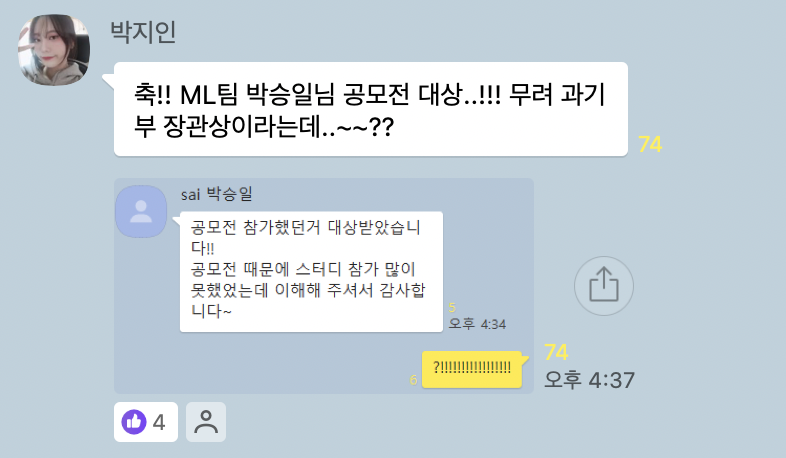 박지인
축!! ML팀 박승일님 공모전 대상..!!! 무려 과기
부 장관상이라는데..~~??
74
sai 박승일
공모전 참가했던거 대상받았습니
다!!
공모전 때문에 스터디 참가 많이
못했었는데 이해해 주셔서 감사합
니다~
5
오후 4:34
6
?!!!!!!!!!!!!!!!!!!
74
오후 4:37
4